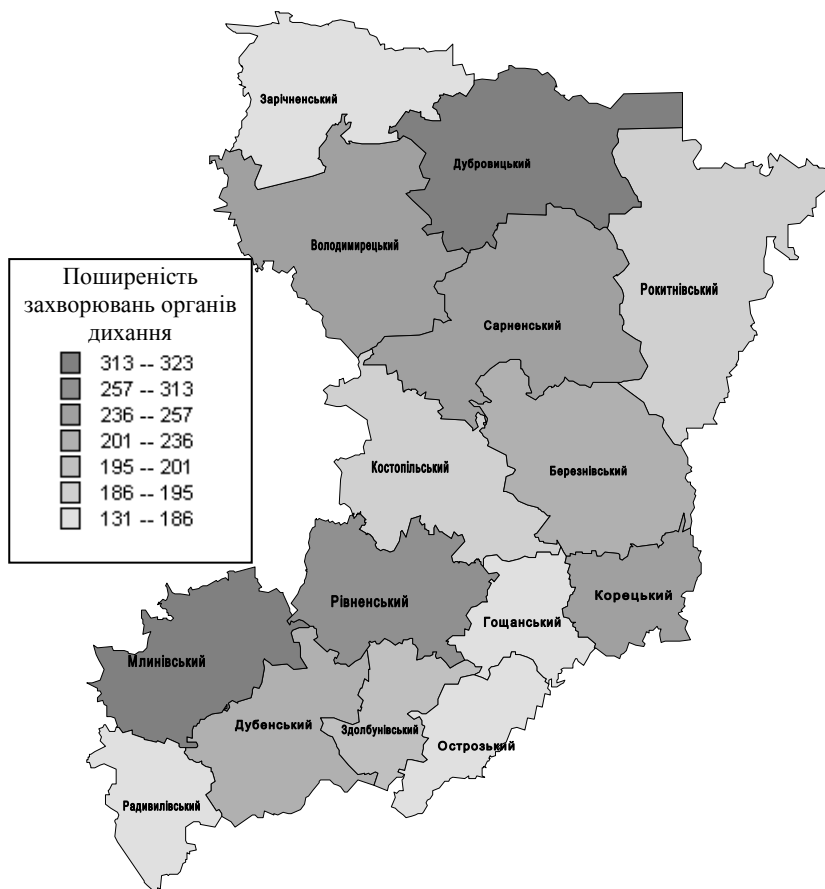 Зарічненський
Дубровицький
Володимирецький
Рокитнівський
Сарненський
Поширеність
захворювань органів
дихання
313 -- 323
257 -- 313
236 -- 257
201 -- 236
195 -- 201
186 -- 195
131 -- 186
Костопільський
Березнівський
Рівненський
Корецький
Гощанський
Млинівський
Дубенський
Здолбунівський
Острозький
Радивилівський